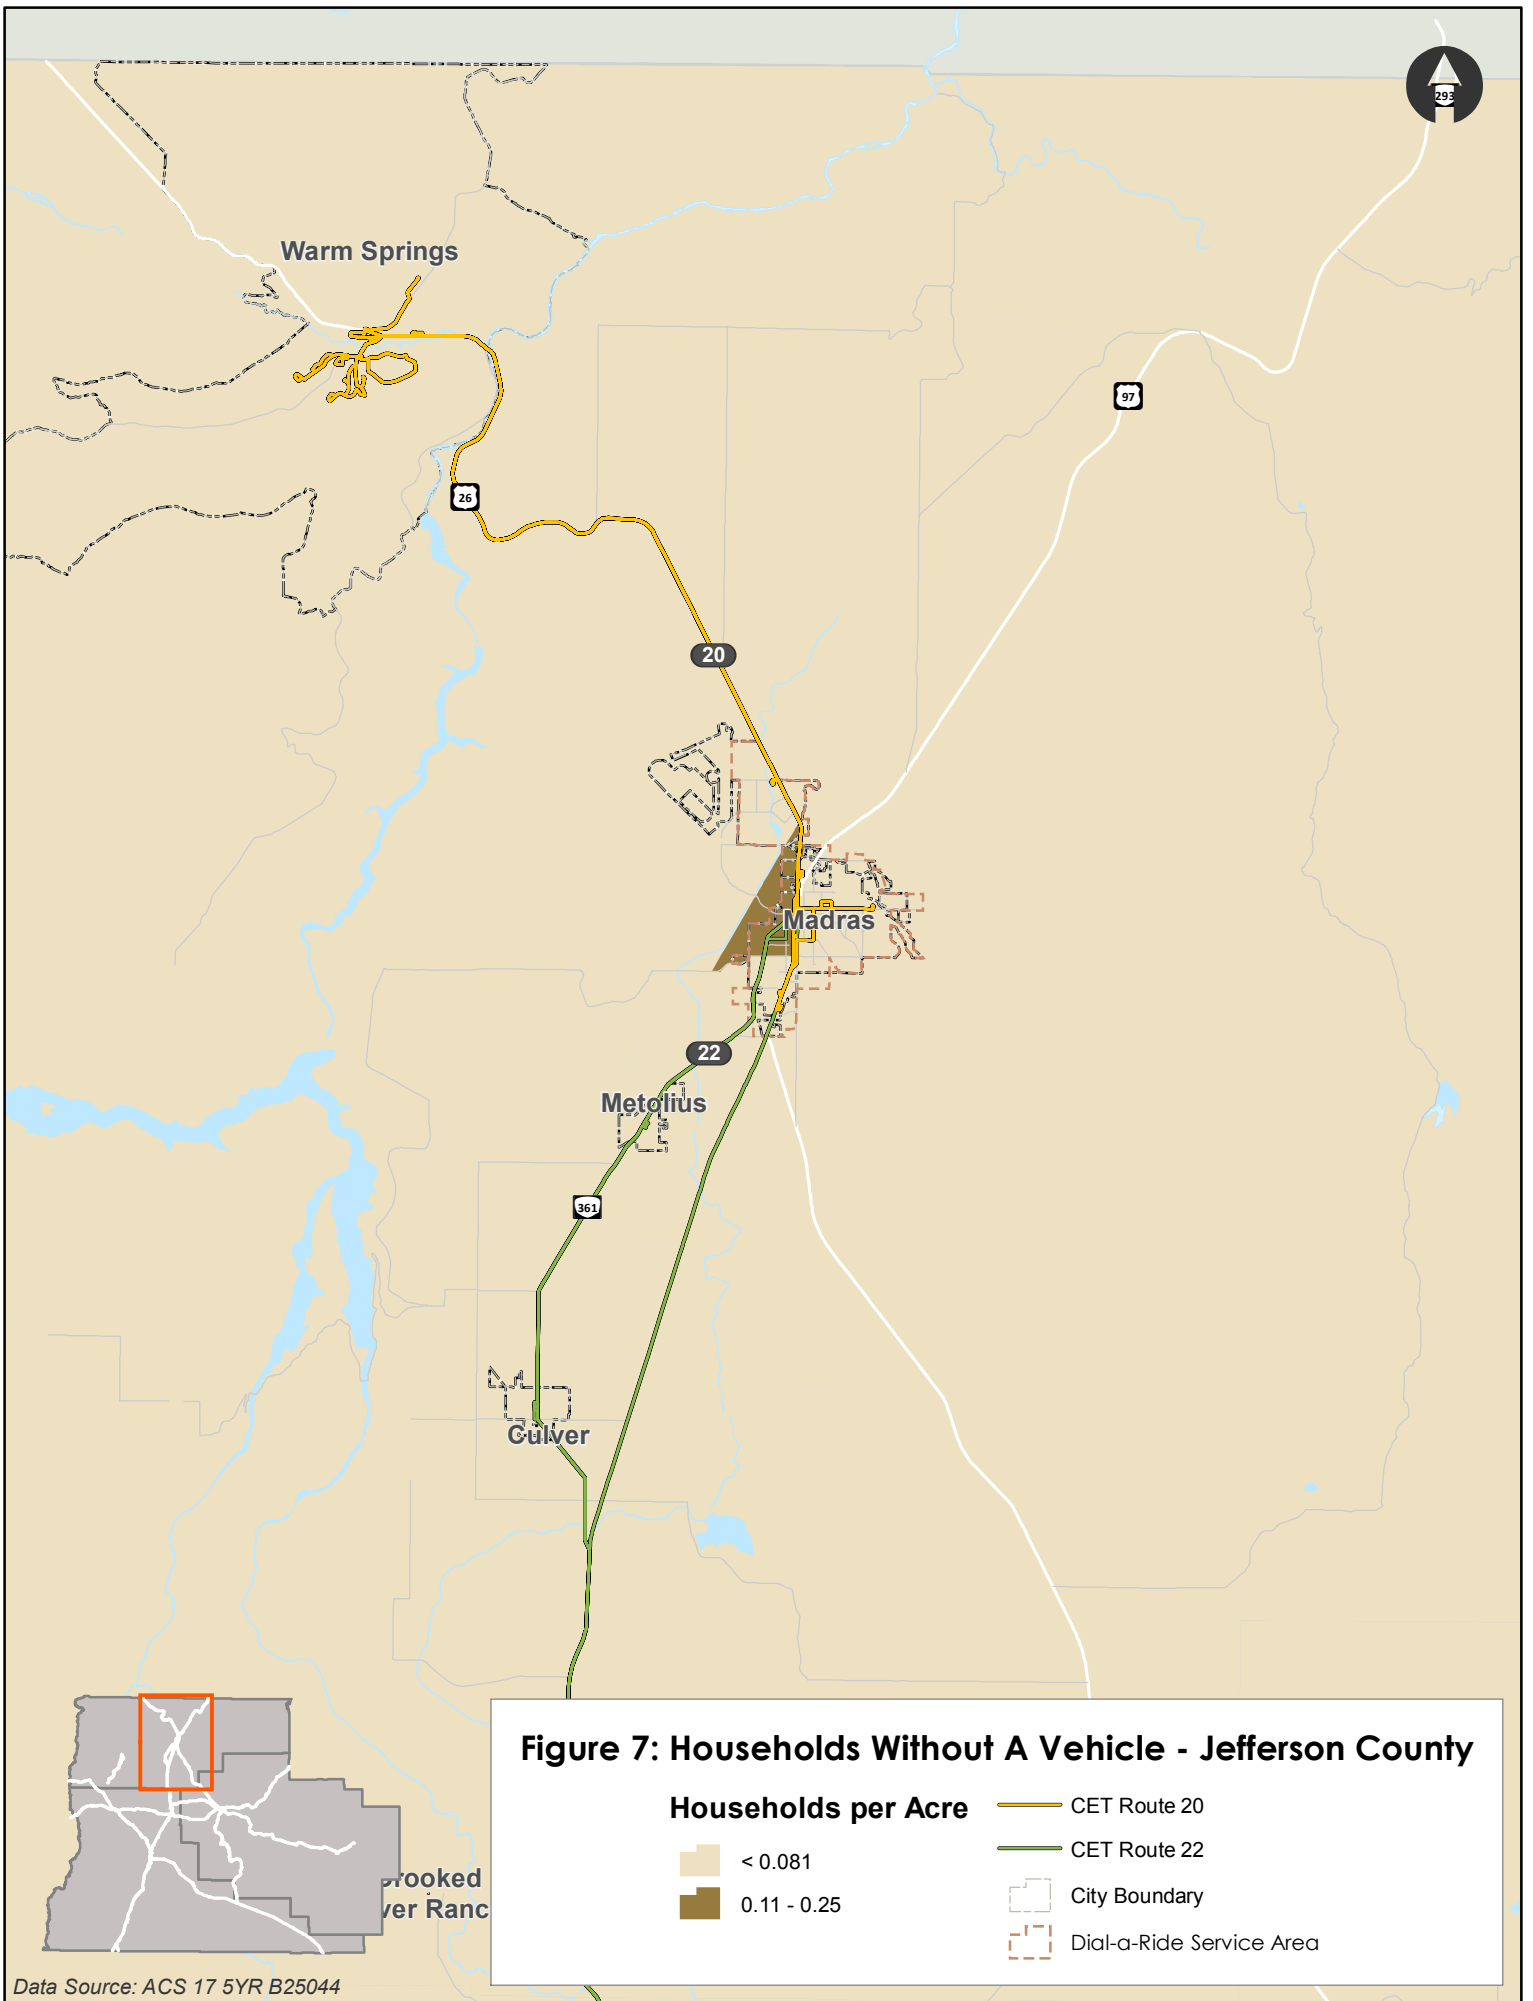 293
Warm Springs
97
26
20
Madras
22
Metolius
361
Culver
Figure 7: Households Without A Vehicle - Jefferson County
Households per Acre
< 0.081
0.11 - 0.25
CET Route 20
CET Route 22
City Boundary
Dial-a-Ride Service Area
rooked
ver Ranc
Data Source: ACS 17 5YR B25044